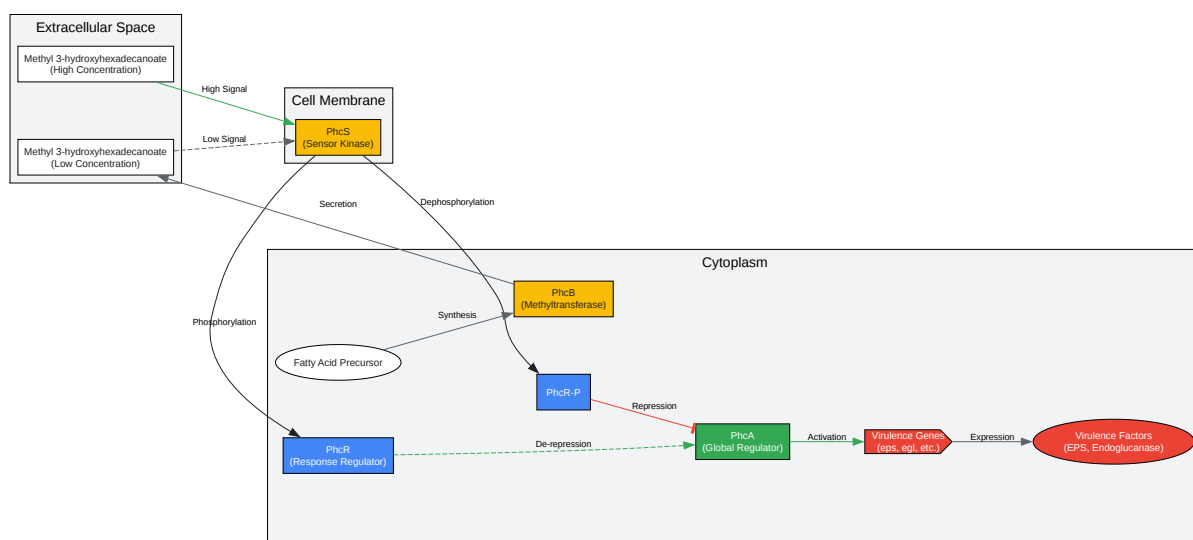 Extracellular Space
Methyl 3-hydroxyhexadecanoate
(High Concentration)
High Signal
Cell Membrane
PhcS
(Sensor Kinase)
Low Signal
Methyl 3-hydroxyhexadecanoate
(Low Concentration)
Secretion
Dephosphorylation
Cytoplasm
PhcB
(Methyltransferase)
Synthesis
Phosphorylation
Fatty Acid Precursor
PhcR-P
Repression
PhcR
(Response Regulator)
De-repression
PhcA
(Global Regulator)
Activation
Virulence Genes
(eps, egl, etc.)
Expression
Virulence Factors
(EPS, Endoglucanase)